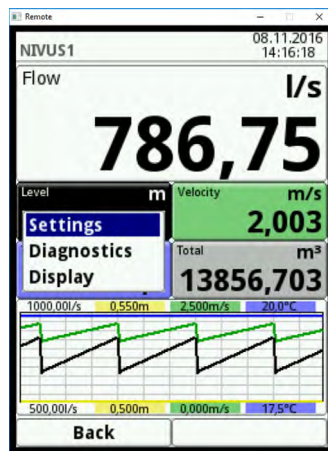 Remote
NIVUS1
08.11.2016
14:16:18
Flow
l/s
786,75
Level
m
Velocity
m/s
2,003
Settings
Diagnostics
Display
Total
m³
13856,703
1000,00l/s 0,550m 2,500m/s 20,0°C
500,00l/s 0,500m 0,000m/s 17,5°C
Back